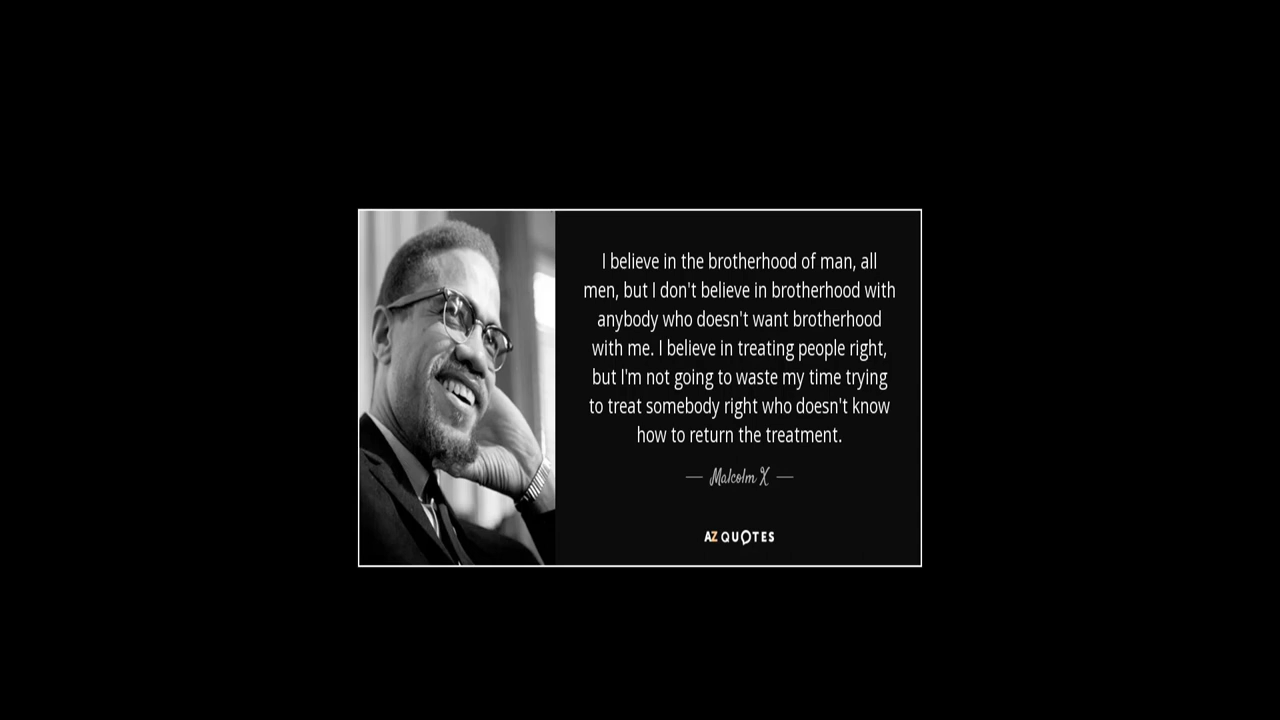 I believe in the brotherhood of man, all
men, but I don't believe in brotherhood with
anybody who doesn't want brotherhood
with me. I believe in treating people right,
but I'm not going to waste my time trying
to treat somebody right who doesn't know
how to return the treatment.
— Malcolm X —
AZ QUOTES